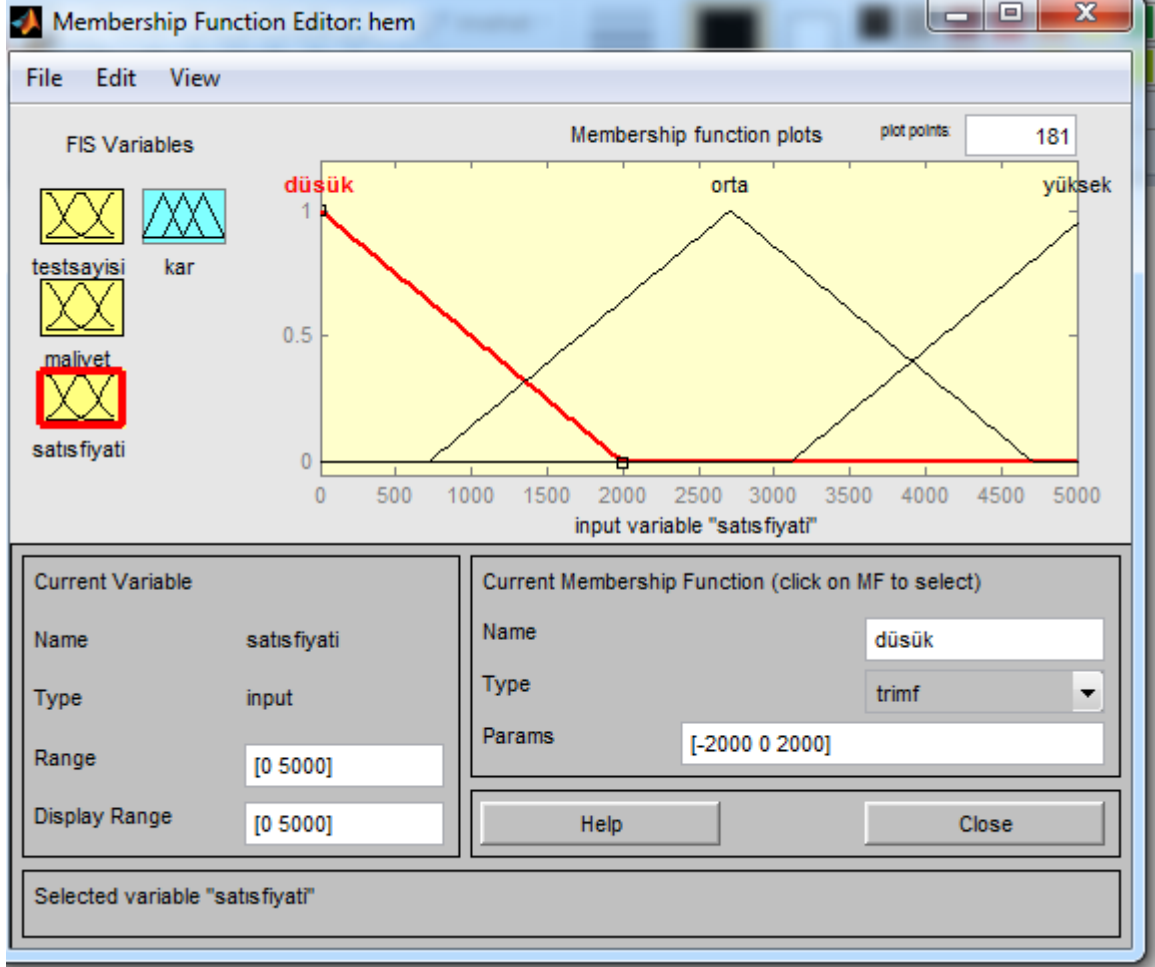 Membership Function Editor: hem
File Edit View
FIS Variables
Membership function plots
plot points:
181
düsük
orta
yüksek
testsayisi
kar
malivet
satısfiyati
1
0.5
0
0 500 1000 1500 2000 2500 3000 3500 4000 4500 5000
input variable "satısfiyati"
Current Variable
Name satısfiyati
Type input
Range [0 5000]
Display Range [0 5000]
Current Membership Function (click on MF to select)
Name düsük
Type trimf
Params [-2000 0 2000]
Help Close
Selected variable "satısfiyati"